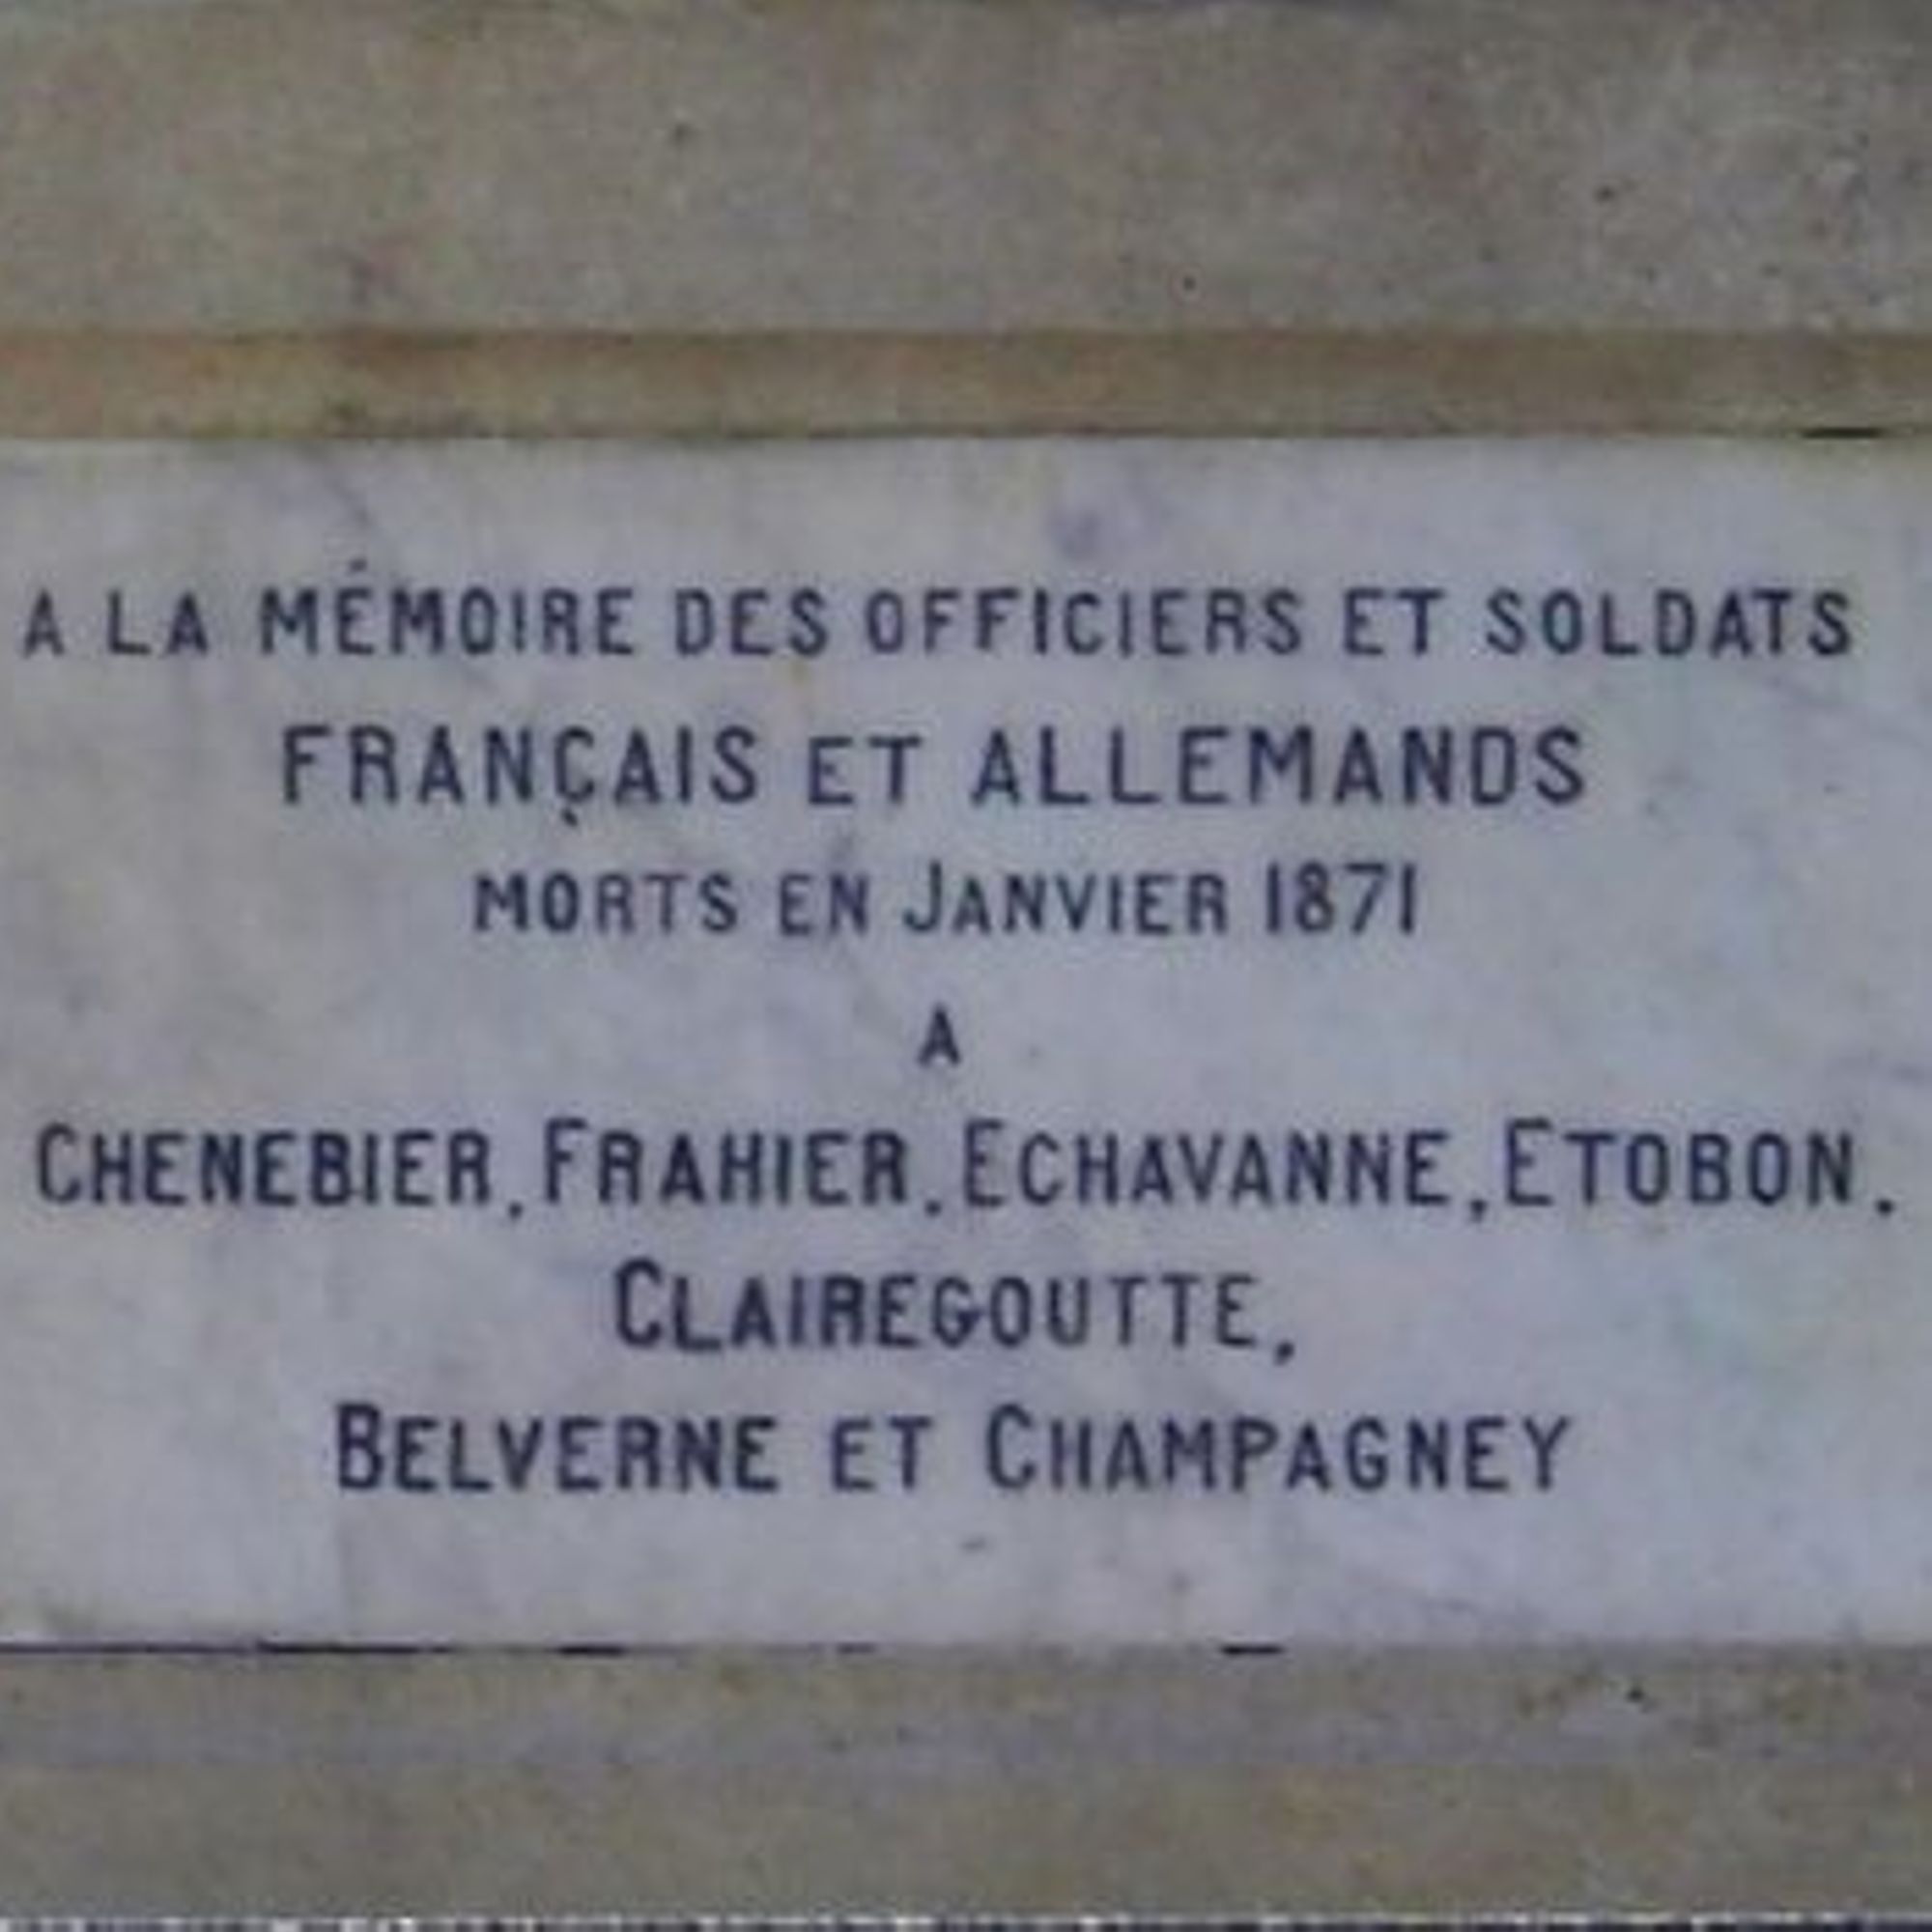 A LA MÉMOIRE DES OFFICIERS ET SOLDATS
FRANÇAIS ET ALLEMANDS
MORTS EN JANVIER 1871
A
CHENEBIER, FRAHIER, ECHAVANNE, ETOBON,
CLAIREGOUTTE,
BELVERNE ET CHAMPAGNEY